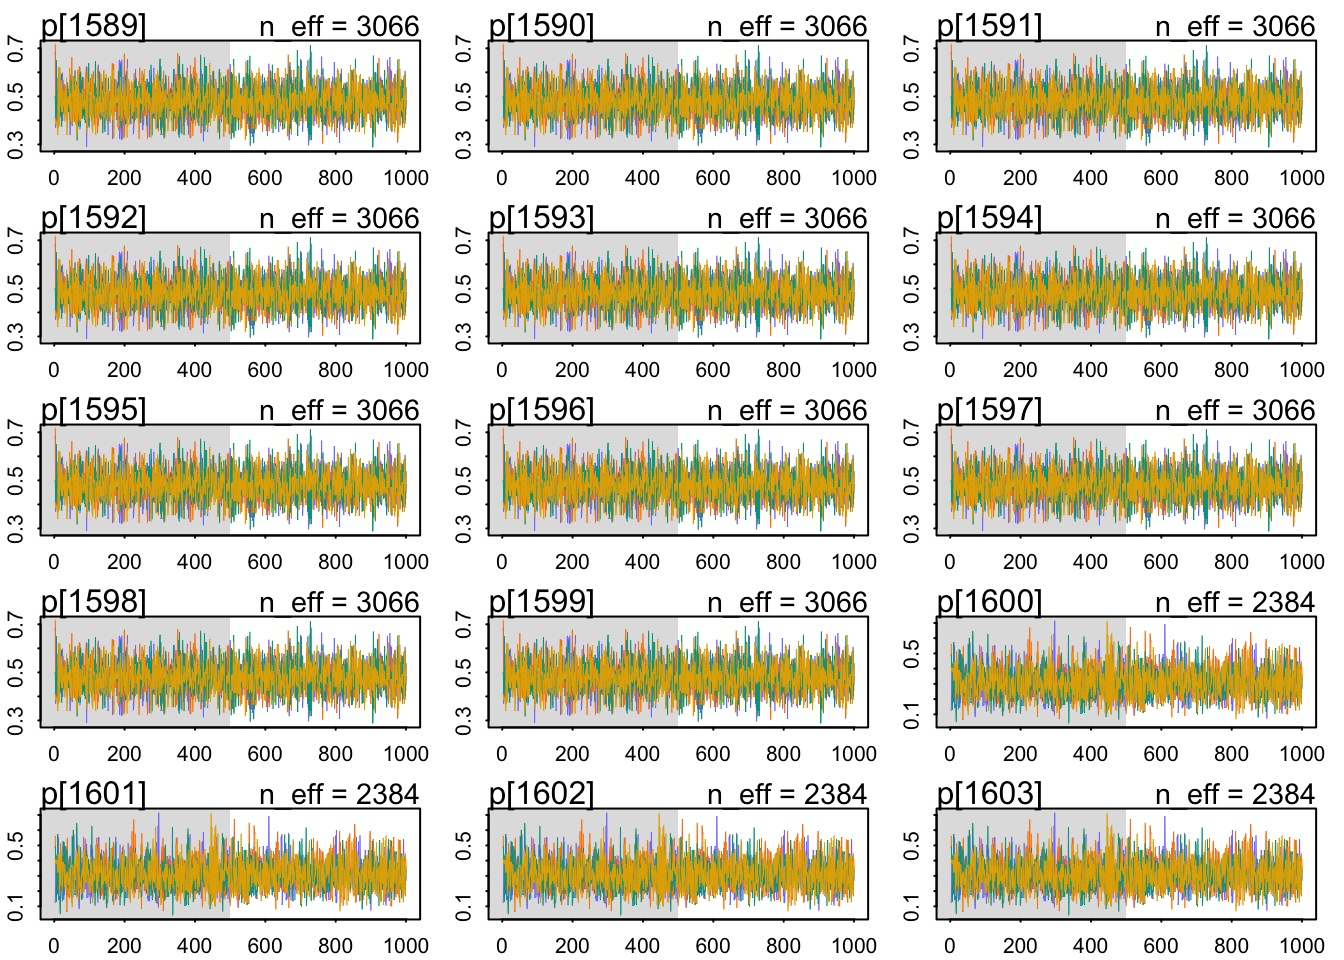 p[1589] n_eff = 3066 p[1590] n_eff = 3066 p[1591] n_eff = 3066
0.3 0.5 0.7 0.3 0.5 0.7 0.3 0.5 0.7
0 200 400 600 800 1000 0 200 400 600 800 1000 0 200 400 600 800 1000
p[1592] n_eff = 3066 p[1593] n_eff = 3066 p[1594] n_eff = 3066
0.3 0.5 0.7 0.3 0.5 0.7 0.3 0.5 0.7
0 200 400 600 800 1000 0 200 400 600 800 1000 0 200 400 600 800 1000
p[1595] n_eff = 3066 p[1596] n_eff = 3066 p[1597] n_eff = 3066
0.3 0.5 0.7 0.3 0.5 0.7 0.3 0.5 0.7
0 200 400 600 800 1000 0 200 400 600 800 1000 0 200 400 600 800 1000
p[1598] n_eff = 3066 p[1599] n_eff = 3066 p[1600] n_eff = 2384
0.3 0.5 0.7 0.3 0.5 0.7 0.1 0.5
0 200 400 600 800 1000 0 200 400 600 800 1000 0 200 400 600 800 1000
p[1601] n_eff = 2384 p[1602] n_eff = 2384 p[1603] n_eff = 2384
0.1 0.5 0.1 0.5 0.1 0.5
0 200 400 600 800 1000 0 200 400 600 800 1000 0 200 400 600 800 1000